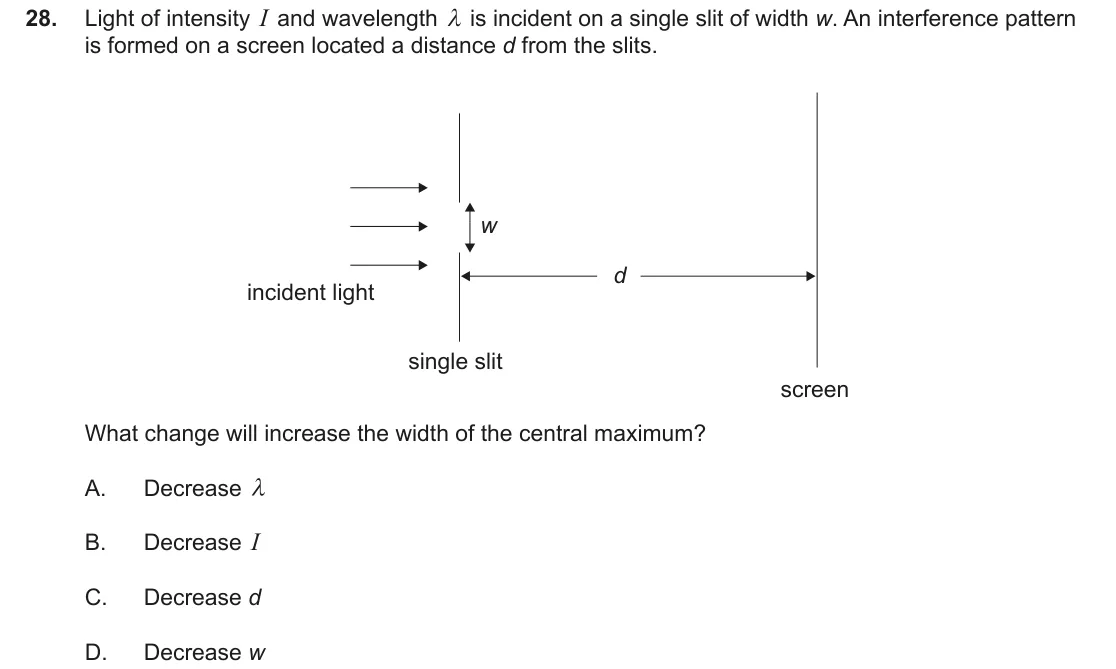 28. Light of intensity I and wavelength λ is incident on a single slit of width w. An interference pattern
is formed on a screen located a distance d from the slits.
w
d
incident light
single slit
screen
What change will increase the width of the central maximum?
A. Decrease λ
B. Decrease I
C. Decrease d
D. Decrease w